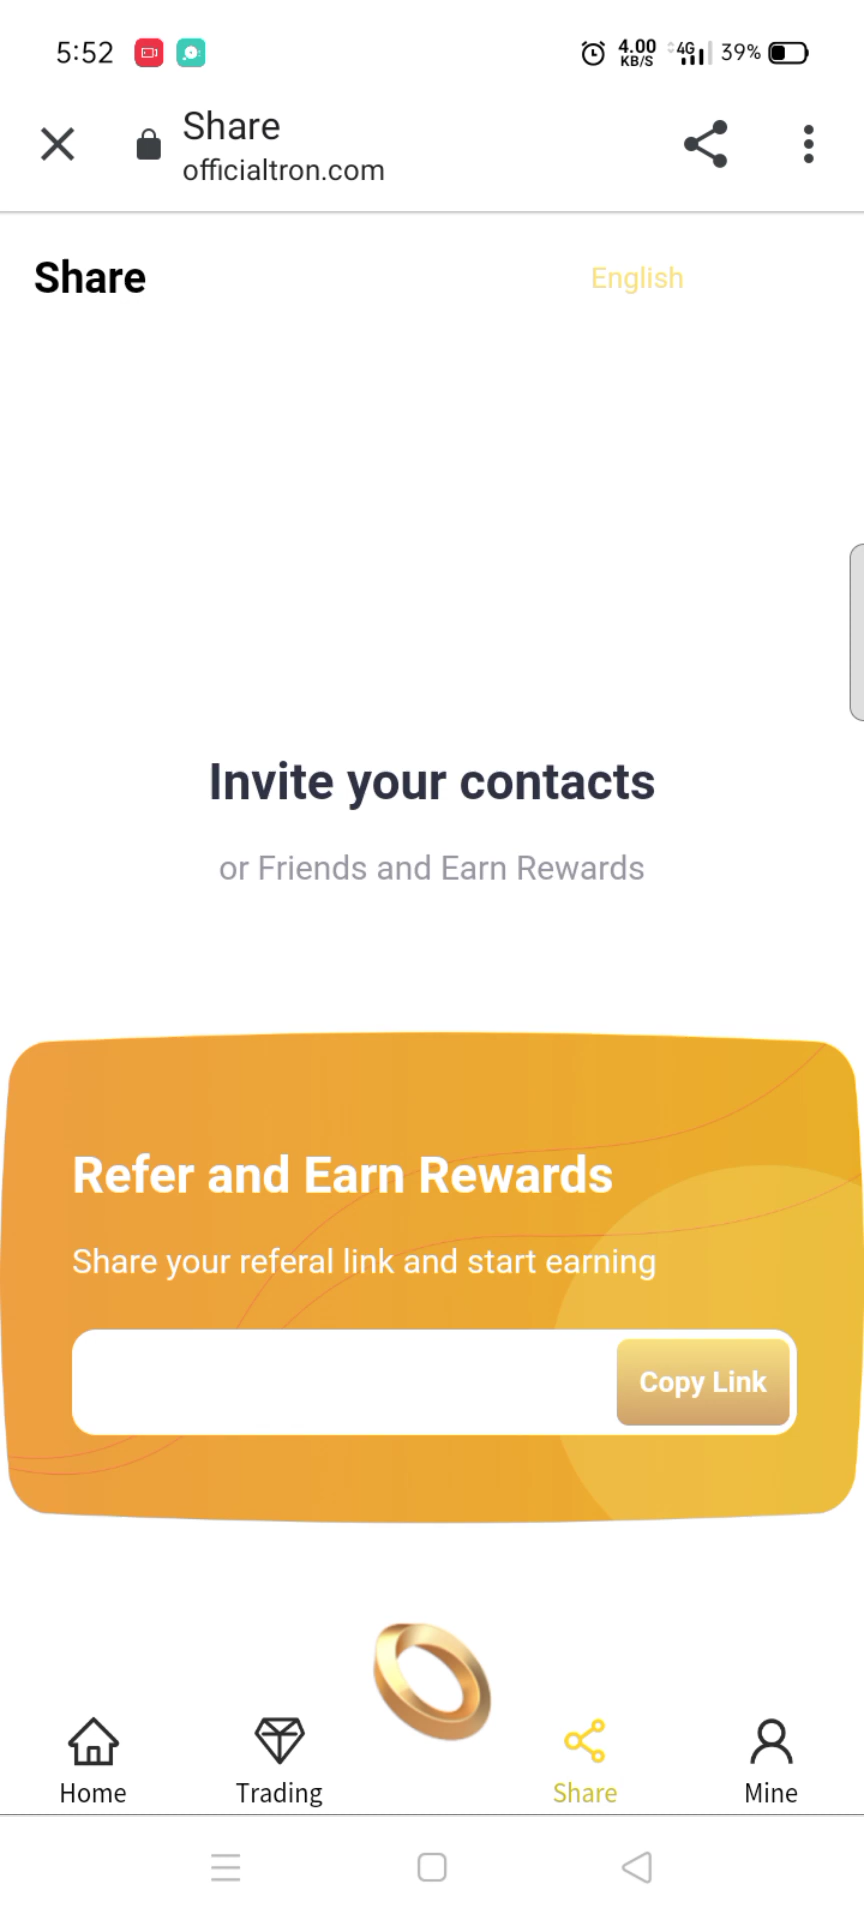 5:52
4.00 KB/S 4G 39%
Share
officialtron.com
Share
English
Invite your contacts
or Friends and Earn Rewards
Refer and Earn Rewards
Share your referal link and start earning
Copy Link
Home Trading Share Mine